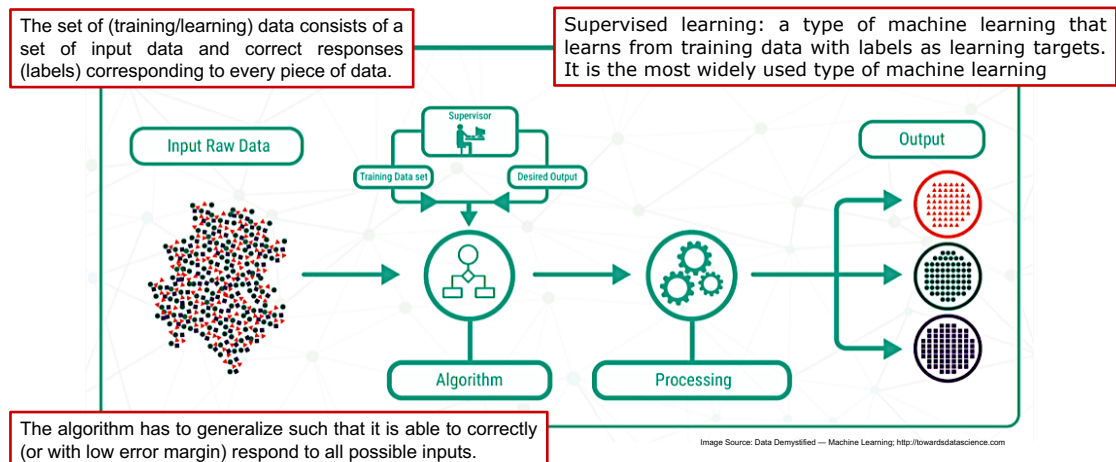 The set of (training/learning) data consists of a
set of input data and correct responses
(labels) corresponding to every piece of data.
Supervised learning: a type of machine learning that
learns from training data with labels as learning targets.
It is the most widely used type of machine learning
Supervisor
Input Raw Data
Output
Training Data set
Desired Output
Algorithm
Processing
The algorithm has to generalize such that it is able to correctly
(or with low error margin) respond to all possible inputs.
Image Source: Data Demystified — Machine Learning; http://towardsdatascience.com